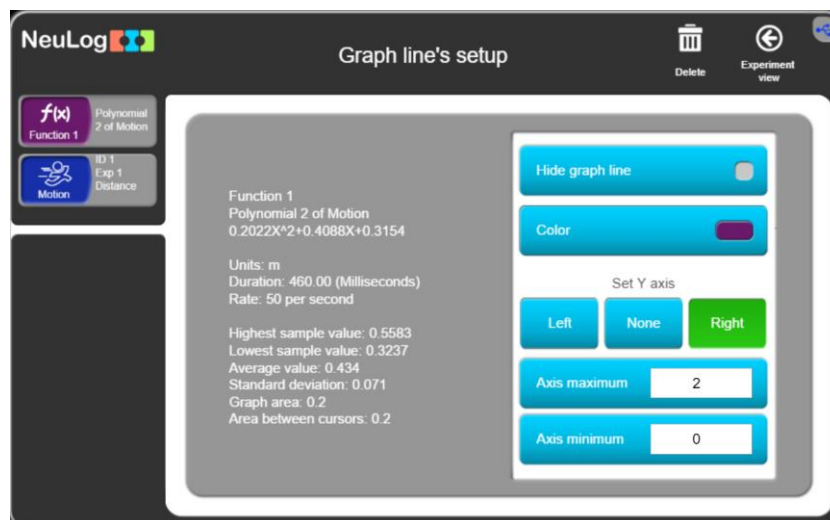 NeuLog
Graph line's setup
Delete
Experiment
view
f(x)
Function 1
Polynomial
2 of Motion
Motion
ID 1
Exp 1
Distance
Function 1
Polynomial 2 of Motion
0.2022X^2+0.4088X+0.3154
Units: m
Duration: 460.00 (Milliseconds)
Rate: 50 per second
Highest sample value: 0.5583
Lowest sample value: 0.3237
Average value: 0.434
Standard deviation: 0.071
Graph area: 0.2
Area between cursors: 0.2
Hide graph line
Color
Set Y axis
Left
None
Right
Axis maximum
2
Axis minimum
0